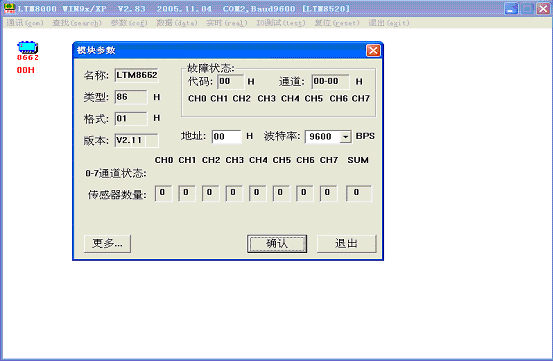 LTM8000 WIN9x/XP V2.83 2005.11.04 COM2,Baud9600 [LTM8520]
通讯(com) 查找(search) 参数(cog) 数据(data) 实时(real) IO测试(test) 复位(reset) 退出(exit)
8662
00H
模块参数
名称: LTM8662
类型: 86 H
格式: 01 H
版本: V2.11
故障状态:
代码: 00 H 通道: 00-00 H
CH0 CH1 CH2 CH3 CH4 CH5 CH6 CH7
地址: 00 H 波特率: 9600 BPS
CH0 CH1 CH2 CH3 CH4 CH5 CH6 CH7 SUM
0-7通道状态:
传感器数量: 0 0 0 0 0 0 0 0 0
更多... 确认 退出